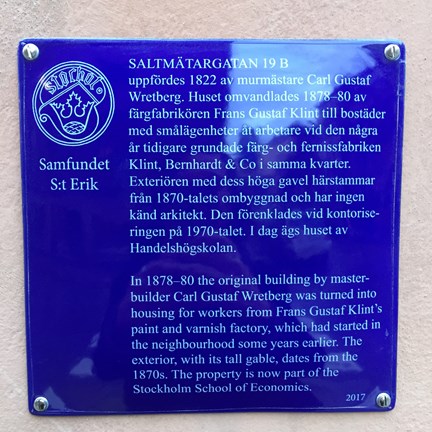 storhol
Samfundet
S:t Erik
SALTMÄTARGATAN 19 B
uppfördes 1822 av murmästare Carl Gustaf
Wretberg. Huset omvandlades 1878–80 av
färgfabrikören Frans Gustaf Klint till bostäder
med smålägenheter åt arbetare vid den några
år tidigare grundade färg- och fernissfabriken
Klint, Bernhardt & Co i samma kvarter.
Exteriören med dess höga gavel härstammar
från 1870-talets ombyggnad och har ingen
känd arkitekt. Den förenklades vid kontorise-
ringen på 1970-talet. I dag ägs huset av
Handelshögskolan.
In 1878–80 the original building by master-
builder Carl Gustaf Wretberg was turned into
housing for workers from Frans Gustaf Klint's
paint and varnish factory, which had started in
the neighbourhood some years earlier. The
exterior, with its tall gable, dates from the
1870s. The property is now part of the
Stockholm School of Economics.
2017